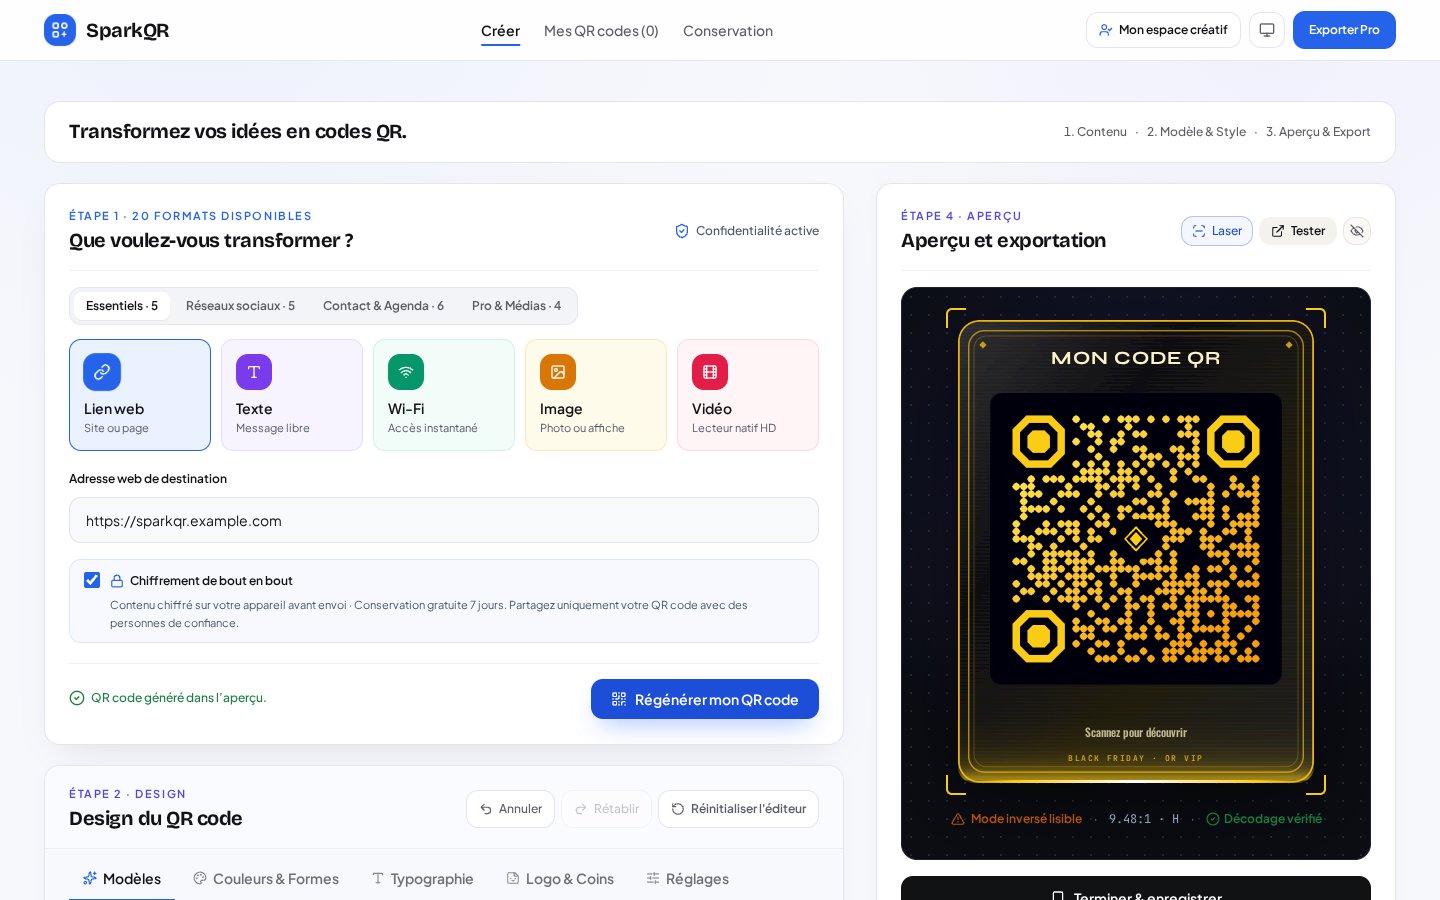 SparkQR
Créer
Mes QR codes (0)
Conservation
Mon espace créatif
Exporter Pro
Transformez vos idées en codes QR.
1. Contenu · 2. Modèle & Style · 3. Aperçu & Export
ÉTAPE 1 · 20 FORMATS DISPONIBLES
Que voulez-vous transformer ?
Confidentialité active
Essentiels · 5
Réseaux sociaux · 5
Contact & Agenda · 6
Pro & Médias · 4
Lien web
Site ou page
Texte
Message libre
Wi-Fi
Accès instantané
Image
Photo ou affiche
Vidéo
Lecteur natif HD
Adresse web de destination
https://sparkqr.example.com
Chiffrement de bout en bout
Contenu chiffré sur votre appareil avant envoi · Conservation gratuite 7 jours. Partagez uniquement votre QR code avec des
personnes de confiance.
QR code généré dans l'aperçu.
Régénérer mon QR code
ÉTAPE 2 · DESIGN
Design du QR code
Annuler
Rétablir
Réinitialiser l'éditeur
Modèles
Couleurs & Formes
Typographie
Logo & Coins
Réglages
ÉTAPE 4 · APERÇU
Aperçu et exportation
Laser
Tester
MON CODE QR
Scannez pour découvrir
BLACK FRIDAY · OR VIP
Mode inversé lisible · 9.48:1 · H · Décodage vérifié
Terminer & enregistrer